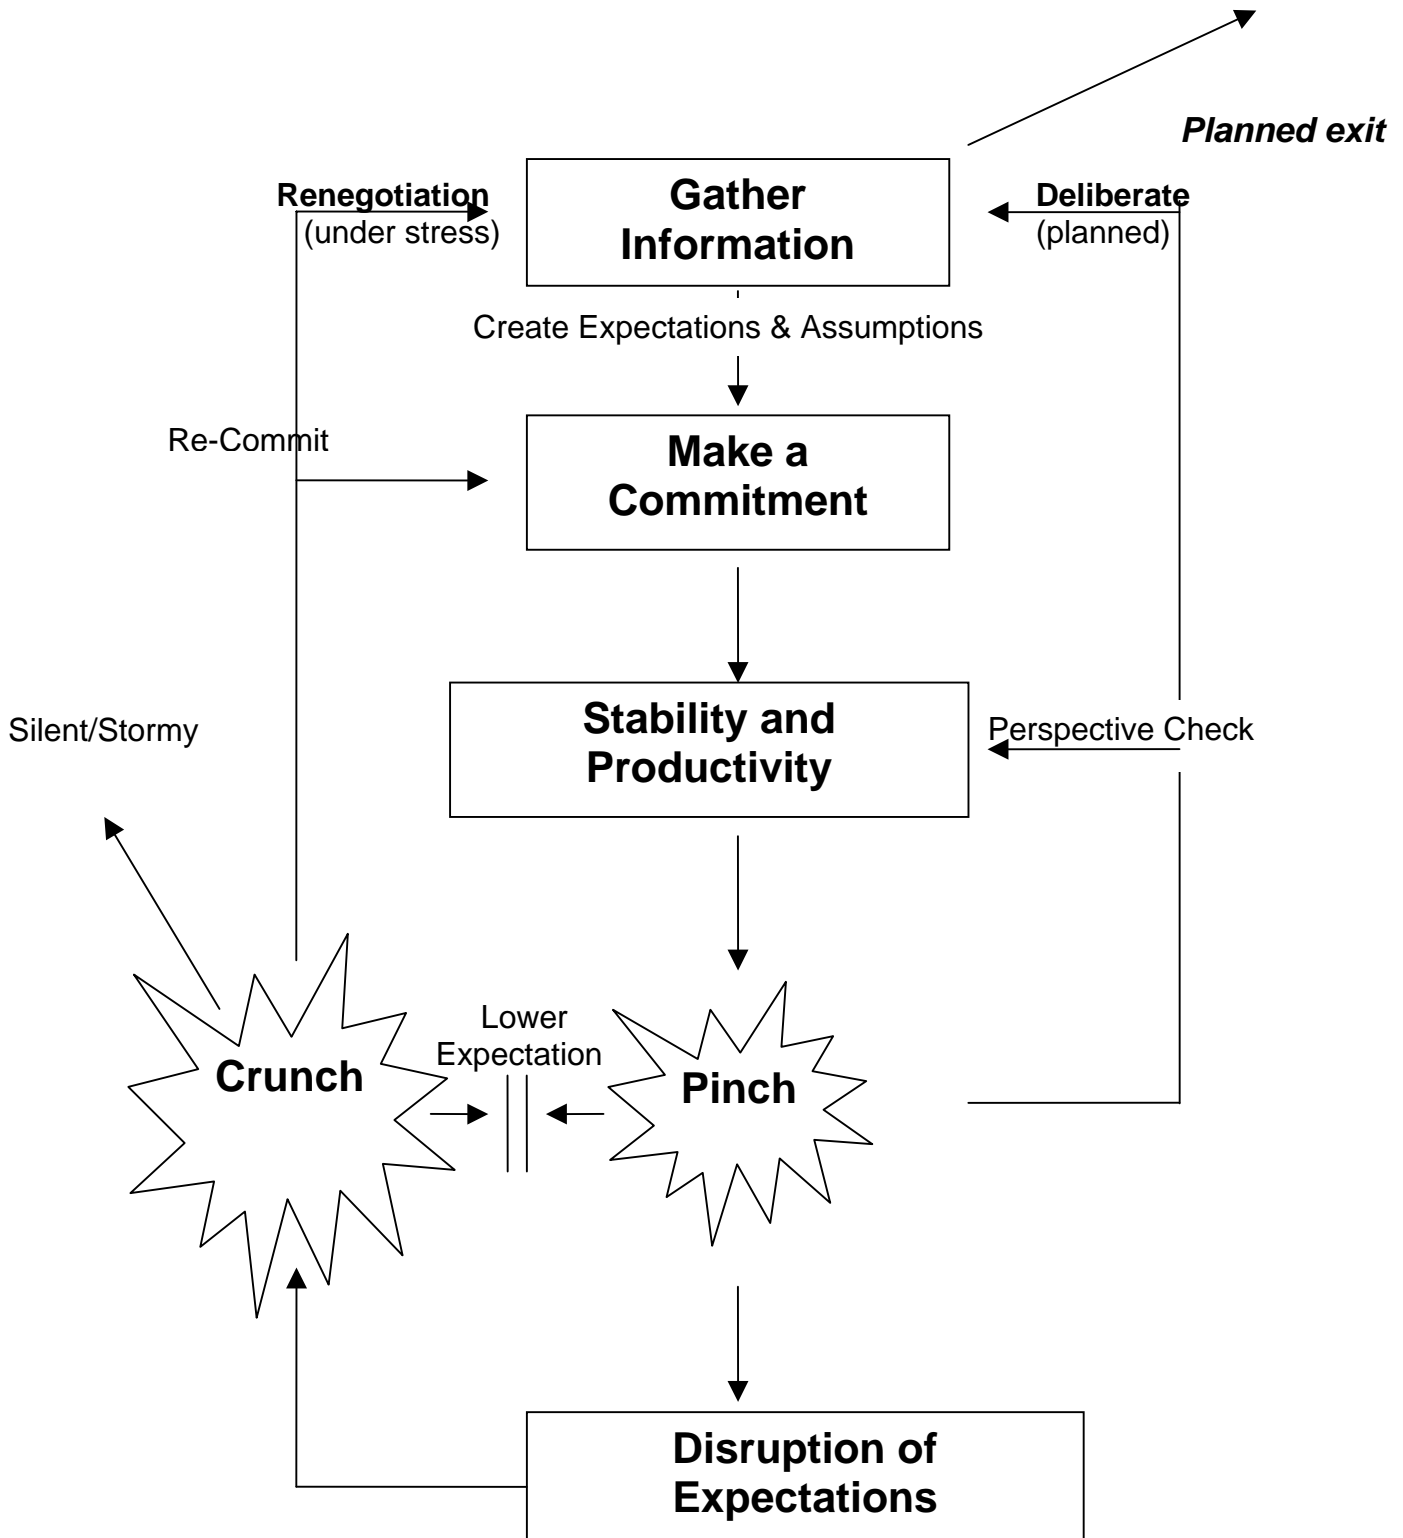 Planned exit
Renegotiation
(under stress)
Gather
Information
Deliberate
(planned)
Create Expectations & Assumptions
Re-Commit
Make a
Commitment
Silent/Stormy
Stability and
Productivity
Perspective Check
Lower
Expectation
Crunch
Pinch
Disruption of
Expectations